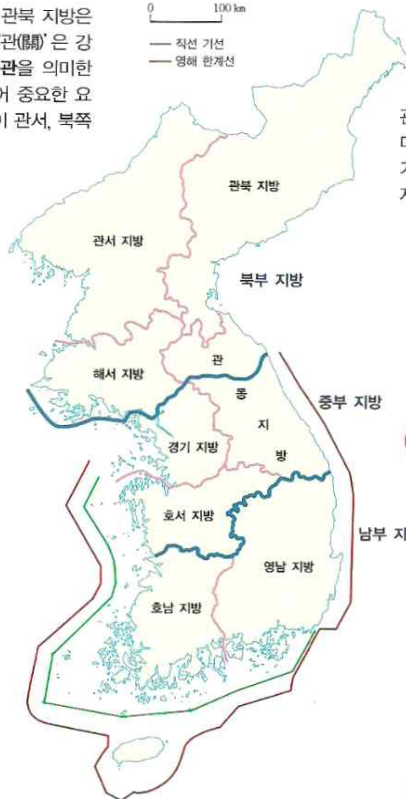 관북 지방은
'관(關)'은 강
관을 의미한
어 중요한 요
이 관서, 북쪽
0 100km
직선 기선
영해 한계선
관북 지방
관서 지방
북부 지방
해서 지방
관
동
지
방
중부 지방
경기 지방
호서 지방
남부 지
영남 지방
호남 지방